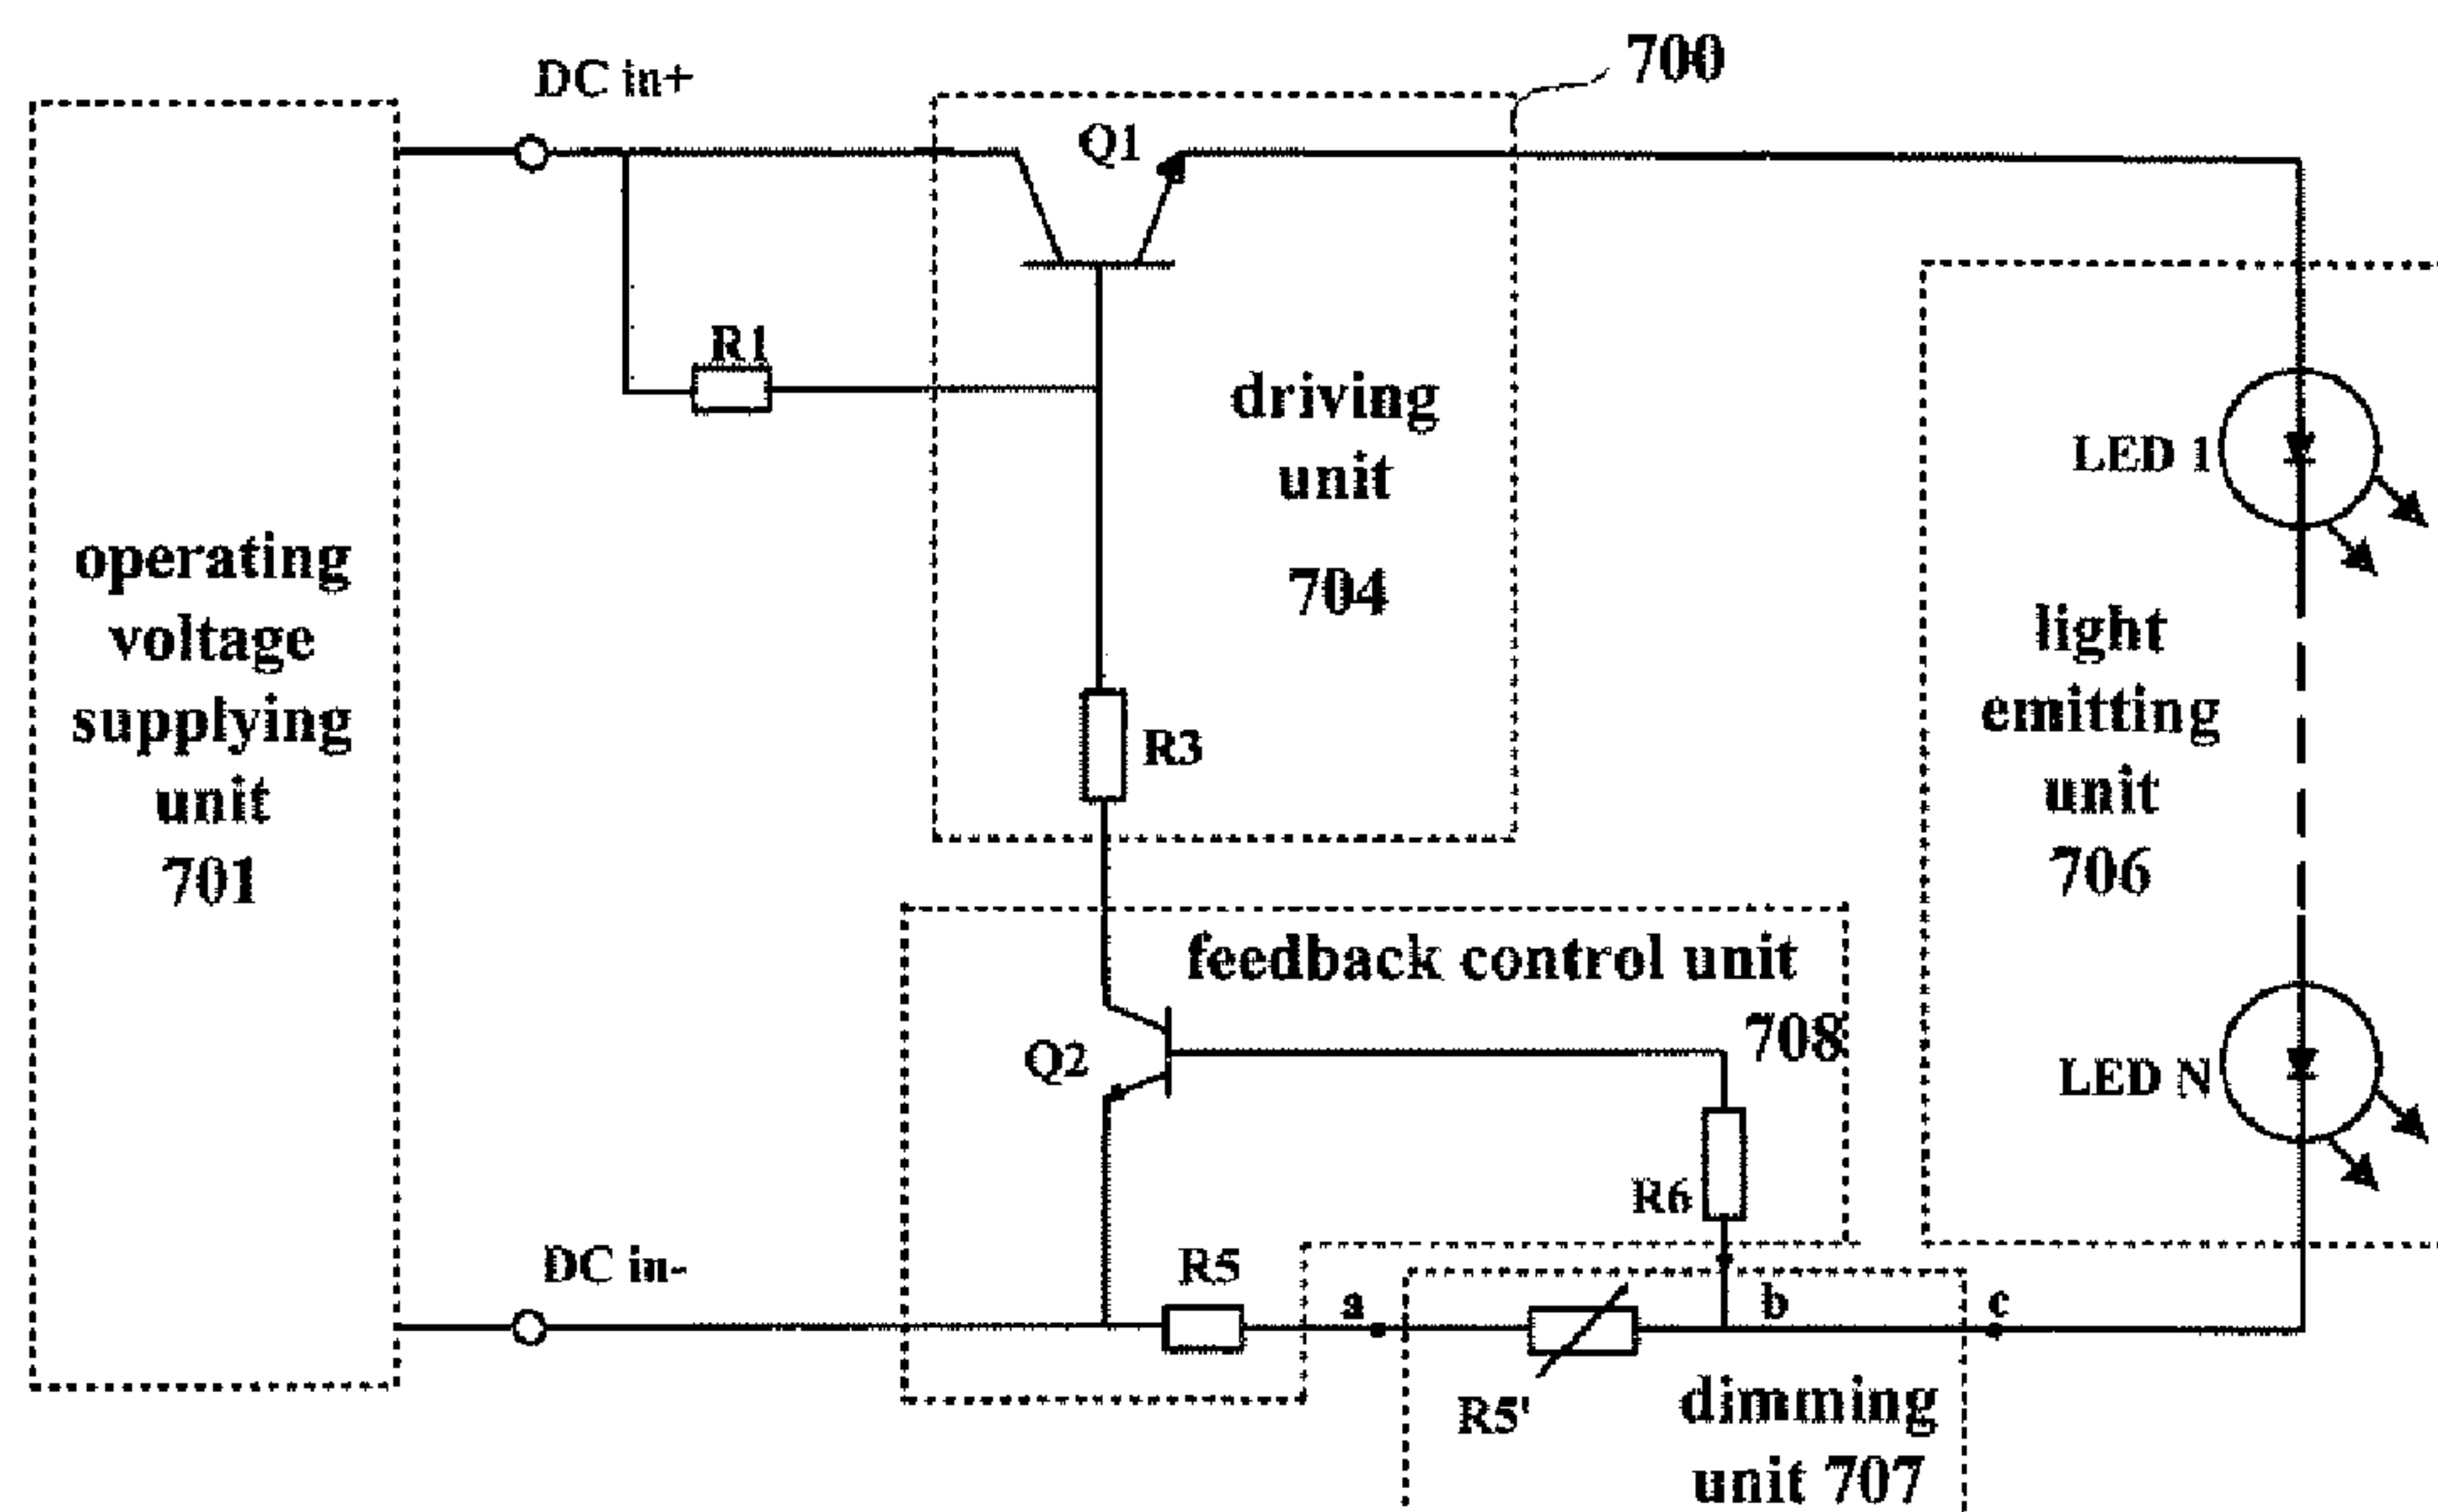 700
DC in+
Q1
R1
driving
unit
704
LED 1
operating
voltage
supplying
unit
701
R3
light
emitting
unit
706
feedback control unit
708
Q2
LED N
R6
DC in-
R5
a
b
c
R5'
dimming
unit 707